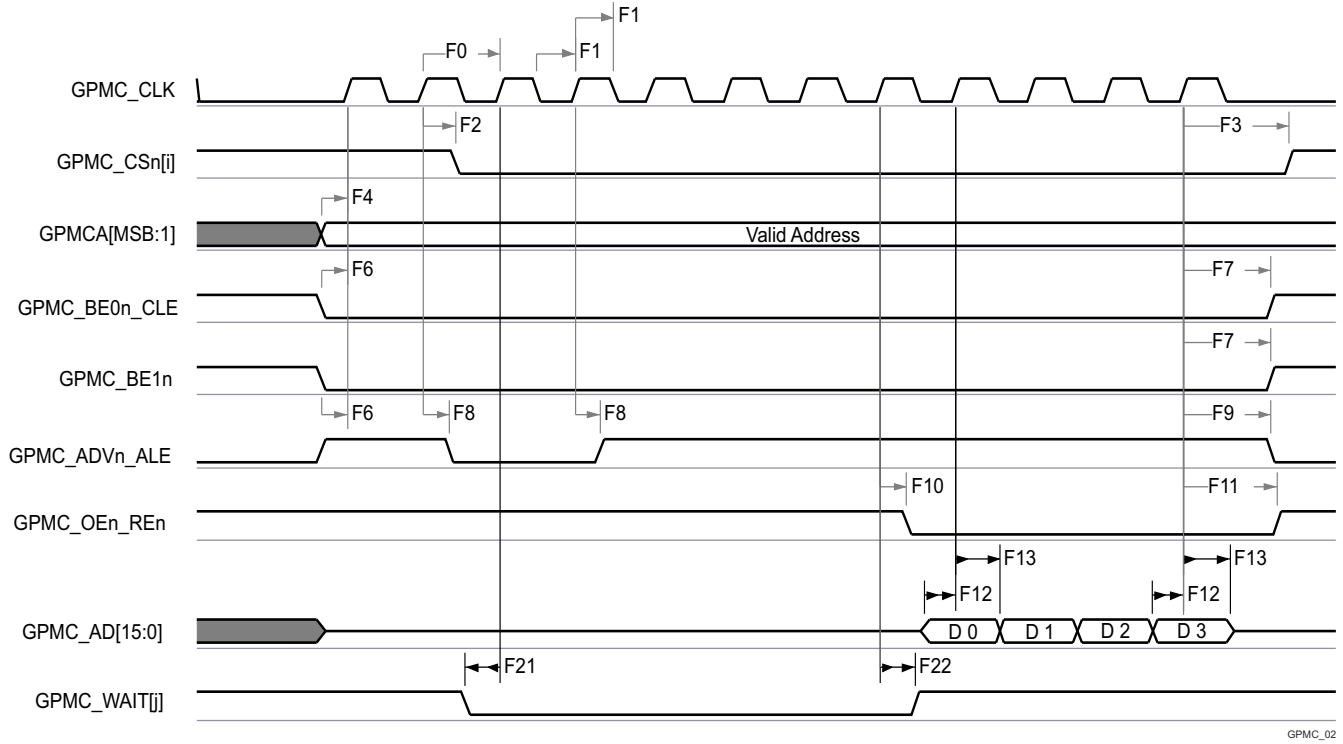 F1
F0 F1
GPMC_CLK
F2 F3
GPMC_CSn[i]
F4
GPMCA[MSB:1] Valid Address
F6 F7
GPMC_BE0n_CLE
F7
GPMC_BE1n
F6 F8 F8 F9
GPMC_ADVn_ALE
F10 F11
GPMC_OEn_REn
F13 F13
F12 F12
GPMC_AD[15:0] D 0 D 1 D 2 D 3
F21 F22
GPMC_WAIT[j]
GPMC_02